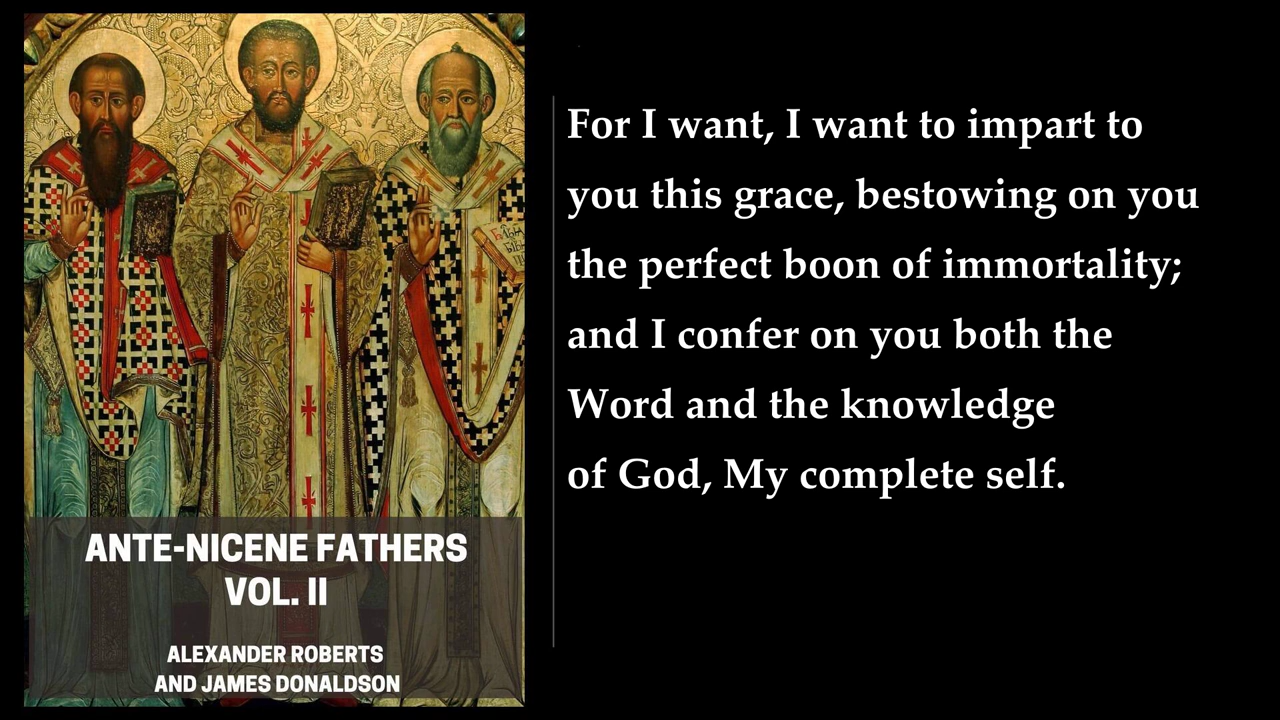 ANTE-NICENE FATHERS
VOL. II
ALEXANDER ROBERTS
AND JAMES DONALDSON
For I want, I want to impart to
you this grace, bestowing on you
the perfect boon of immortality;
and I confer on you both the
Word and the knowledge
of God, My complete self.